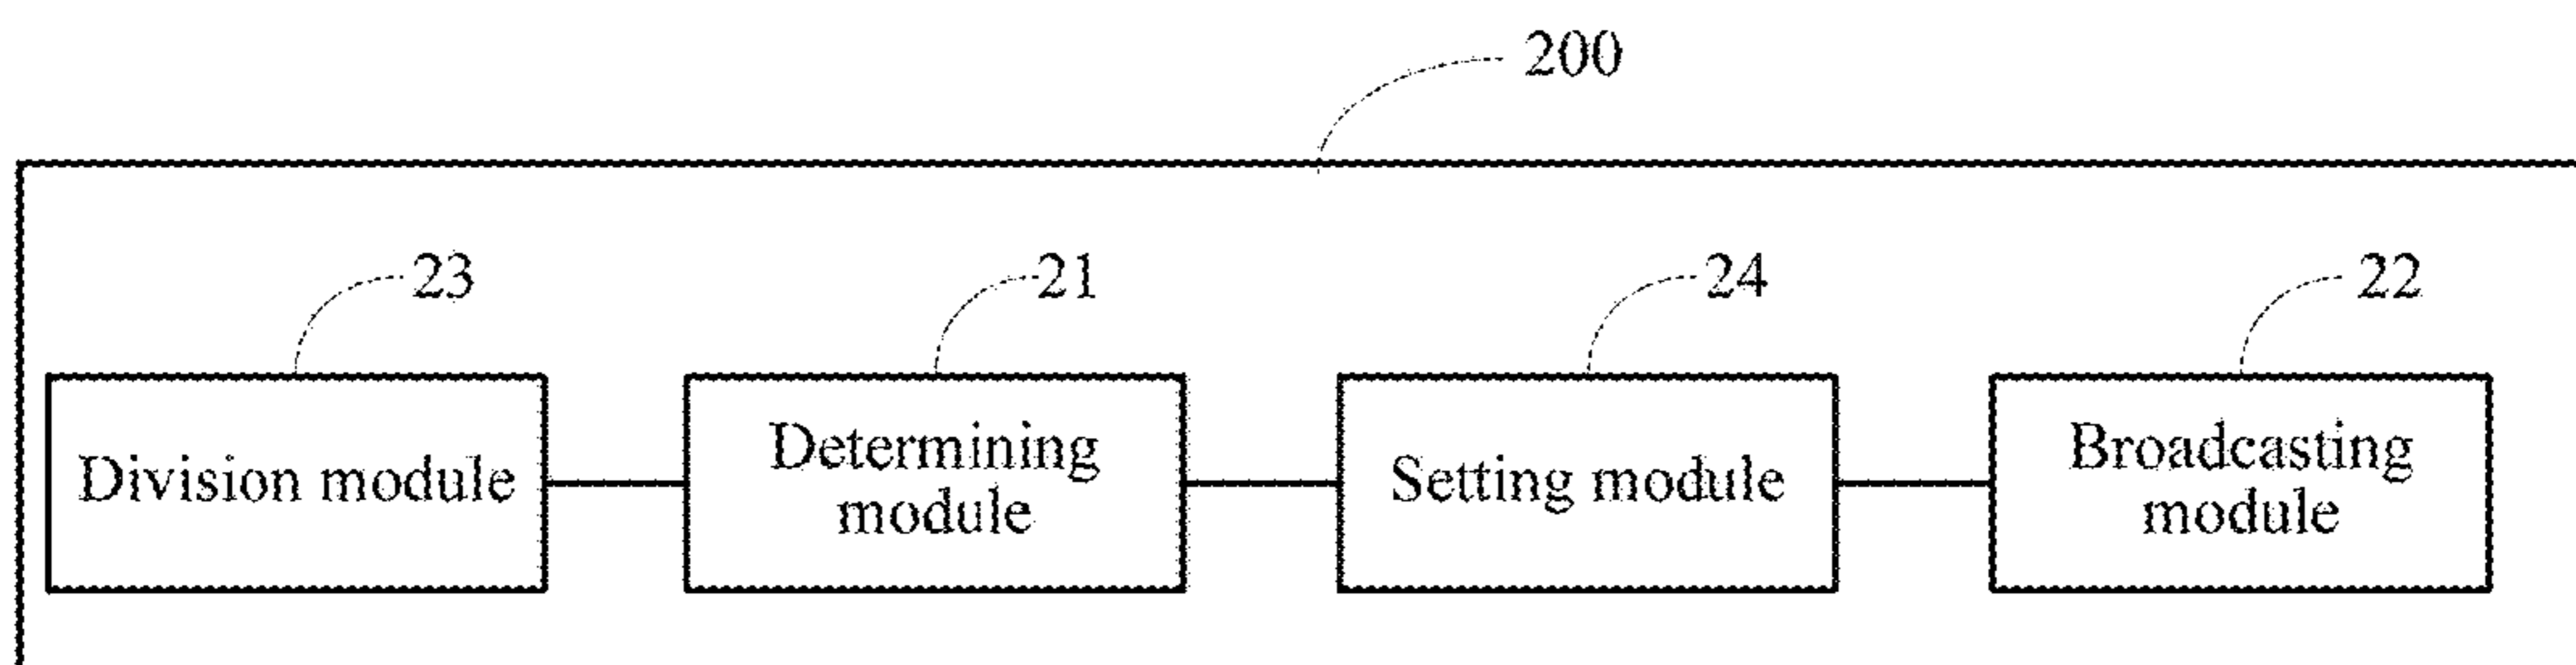 200
23
21
24
22
Division module
Determining
module
Setting module
Broadcasting
module